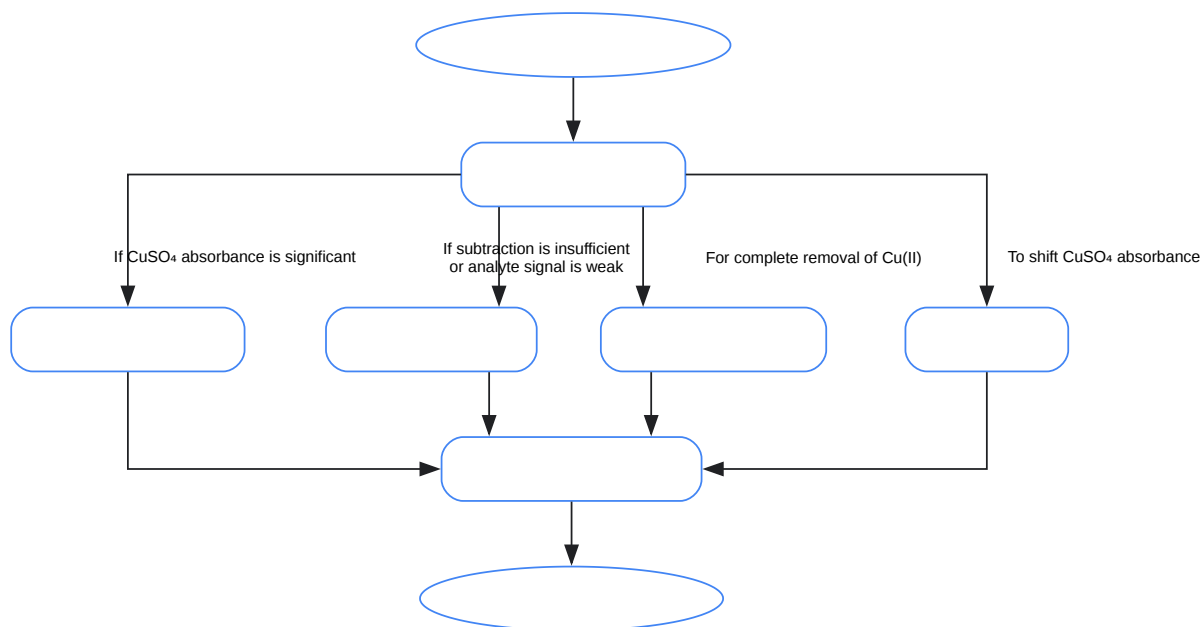 If CuSO₄ absorbance is significant
If subtraction is insufficient
or analyte signal is weak
For complete removal of Cu(II)
To shift CuSO₄ absorbance